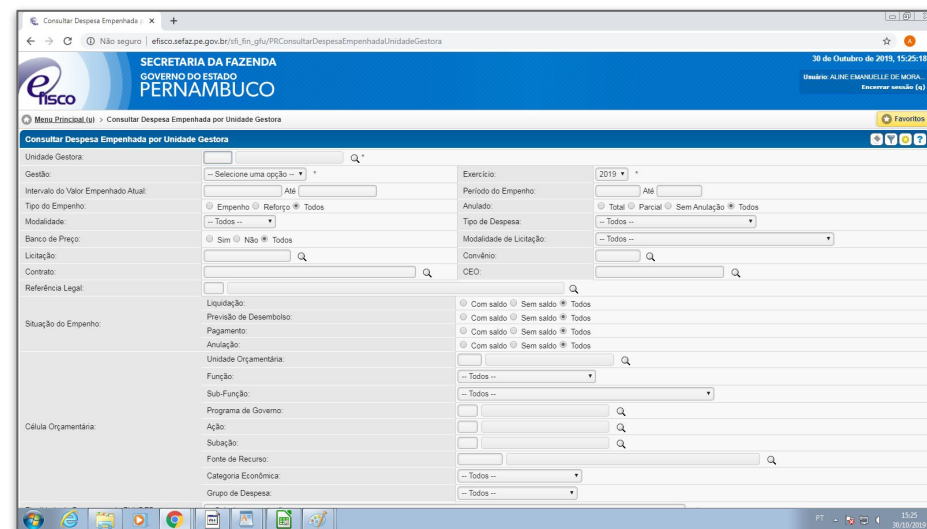 Consultar Despesa Empenhada p
Não seguro | efisco.sefaz.pe.gov.br/sfi_fin_gfu/PRConsultarDespesaEmpenhadaUnidadeGestora
A
efisco
SECRETARIA DA FAZENDA
GOVERNO DO ESTADO
PERNAMBUCO
30 de Outubro de 2019, 15:25:18
Usuário: ALINE EMANUELLE DE MORA...
Encerrar sessão (q)
Menu Principal (u) > Consultar Despesa Empenhada por Unidade Gestora
Favoritos
Consultar Despesa Empenhada por Unidade Gestora
Unidade Gestora: *
Gestão: -- Selecione uma opção -- * Exercício: 2019 *
Intervalo do Valor Empenhado Atual: Até Período do Empenho: Até
Tipo do Empenho: Empenho Reforço Todos Anulado: Total Parcial Sem Anulação Todos
Modalidade: -- Todos -- Tipo de Despesa: -- Todos --
Banco de Preço: Sim Não Todos Modalidade de Licitação: -- Todos --
Licitação: Convênio:
Contrato: CEO:
Referência Legal:
Situação do Empenho:
Liquidação: Com saldo Sem saldo Todos
Previsão de Desembolso: Com saldo Sem saldo Todos
Pagamento: Com saldo Sem saldo Todos
Anulação: Com saldo Sem saldo Todos
Célula Orçamentária:
Unidade Orçamentária:
Função: -- Todos --
Sub-Função: -- Todos --
Programa de Governo:
Ação:
Subação:
Fonte de Recurso:
Categoria Econômica: -- Todos --
Grupo de Despesa: -- Todos --
PT
15:25
30/10/2019